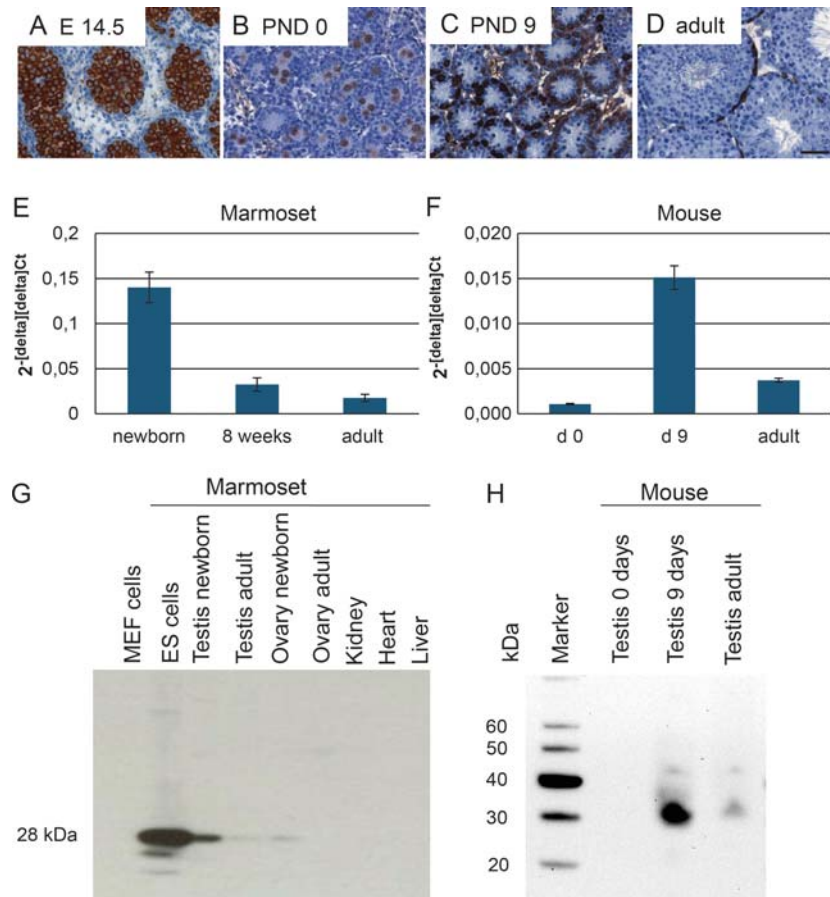 A E 14.5
B PND 0
C PND 9
D adult
E
Marmoset
2-[delta][delta]Ct
0,2
0,15
0,1
0,05
0
newborn
8 weeks
adult
F
Mouse
2-[delta][delta]Ct
0,020
0,015
0,010
0,005
0,000
d 0
d 9
adult
G
Marmoset
MEF cells
ES cells
Testis newborn
Testis adult
Ovary newborn
Ovary adult
Kidney
Heart
Liver
28 kDa
H
Mouse
kDa
Marker
Testis 0 days
Testis 9 days
Testis adult
60
50
40
30
20